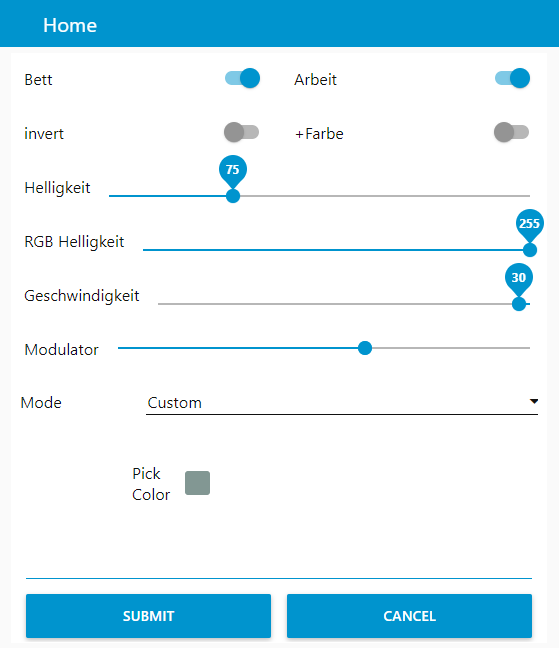 Home
Bett
Arbeit
invert
+Farbe
75
Helligkeit
255
RGB Helligkeit
30
Geschwindigkeit
Modulator
Mode
Custom
Pick
Color
SUBMIT
CANCEL